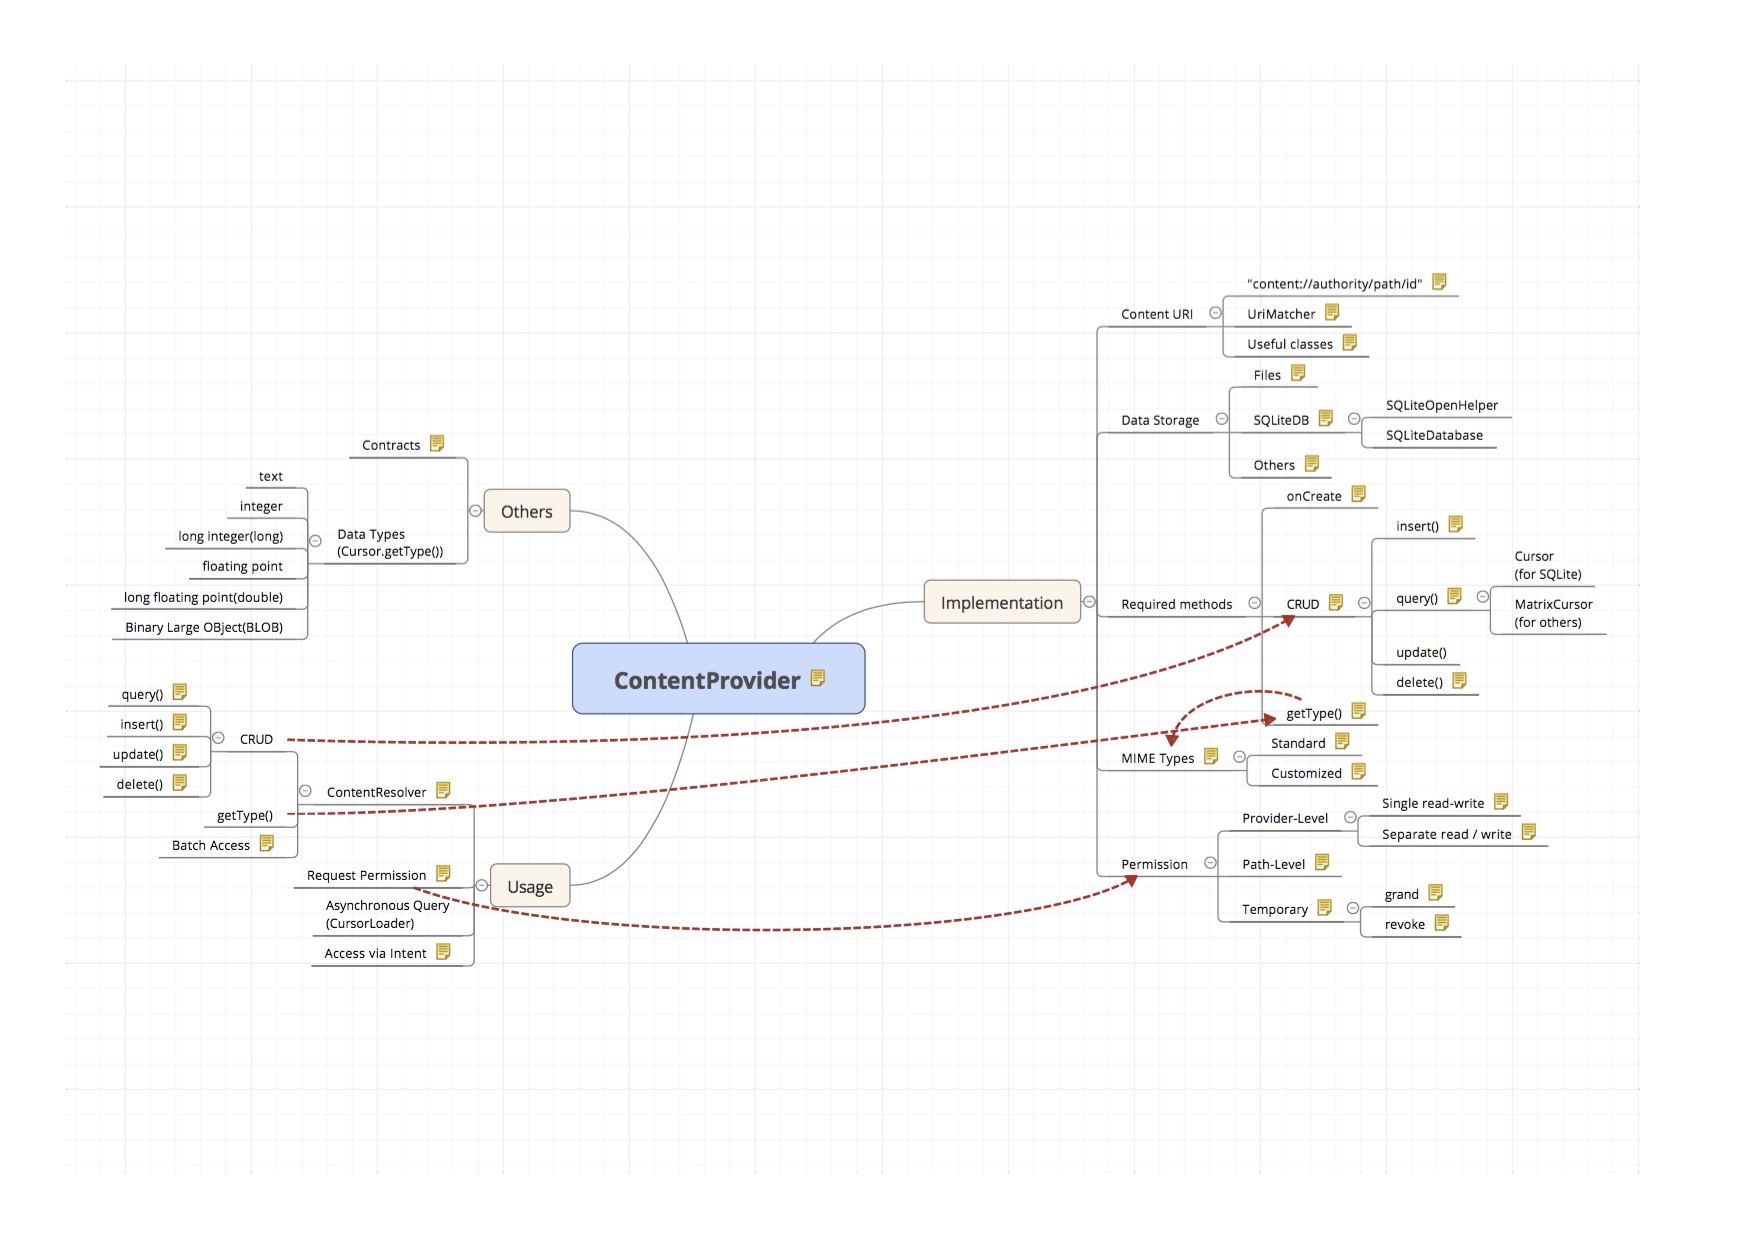 ContentProvider
Others
Contracts
Data Types
(Cursor.getType())
text
integer
long integer(long)
floating point
long floating point(double)
Binary Large OBject(BLOB)
Usage
ContentResolver
CRUD
query()
insert()
update()
delete()
getType()
Batch Access
Request Permission
Asynchronous Query
(CursorLoader)
Access via Intent
Implementation
Content URI
"content://authority/path/id"
UriMatcher
Useful classes
Data Storage
Files
SQLiteDB
SQLiteOpenHelper
SQLiteDatabase
Others
Required methods
onCreate
CRUD
insert()
query()
Cursor
(for SQLite)
MatrixCursor
(for others)
update()
delete()
getType()
MIME Types
Standard
Customized
Permission
Provider-Level
Single read-write
Separate read / write
Path-Level
Temporary
grand
revoke